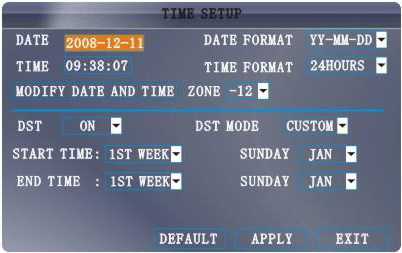 TIME SETUP
DATE 2008-12-11 DATE FORMAT YY-MM-DD
TIME 09:38:07 TIME FORMAT 24HOURS
MODIFY DATE AND TIME ZONE -12
DST ON DST MODE CUSTOM
START TIME: 1ST WEEK SUNDAY JAN
END TIME : 1ST WEEK SUNDAY JAN
DEFAULT APPLY EXIT